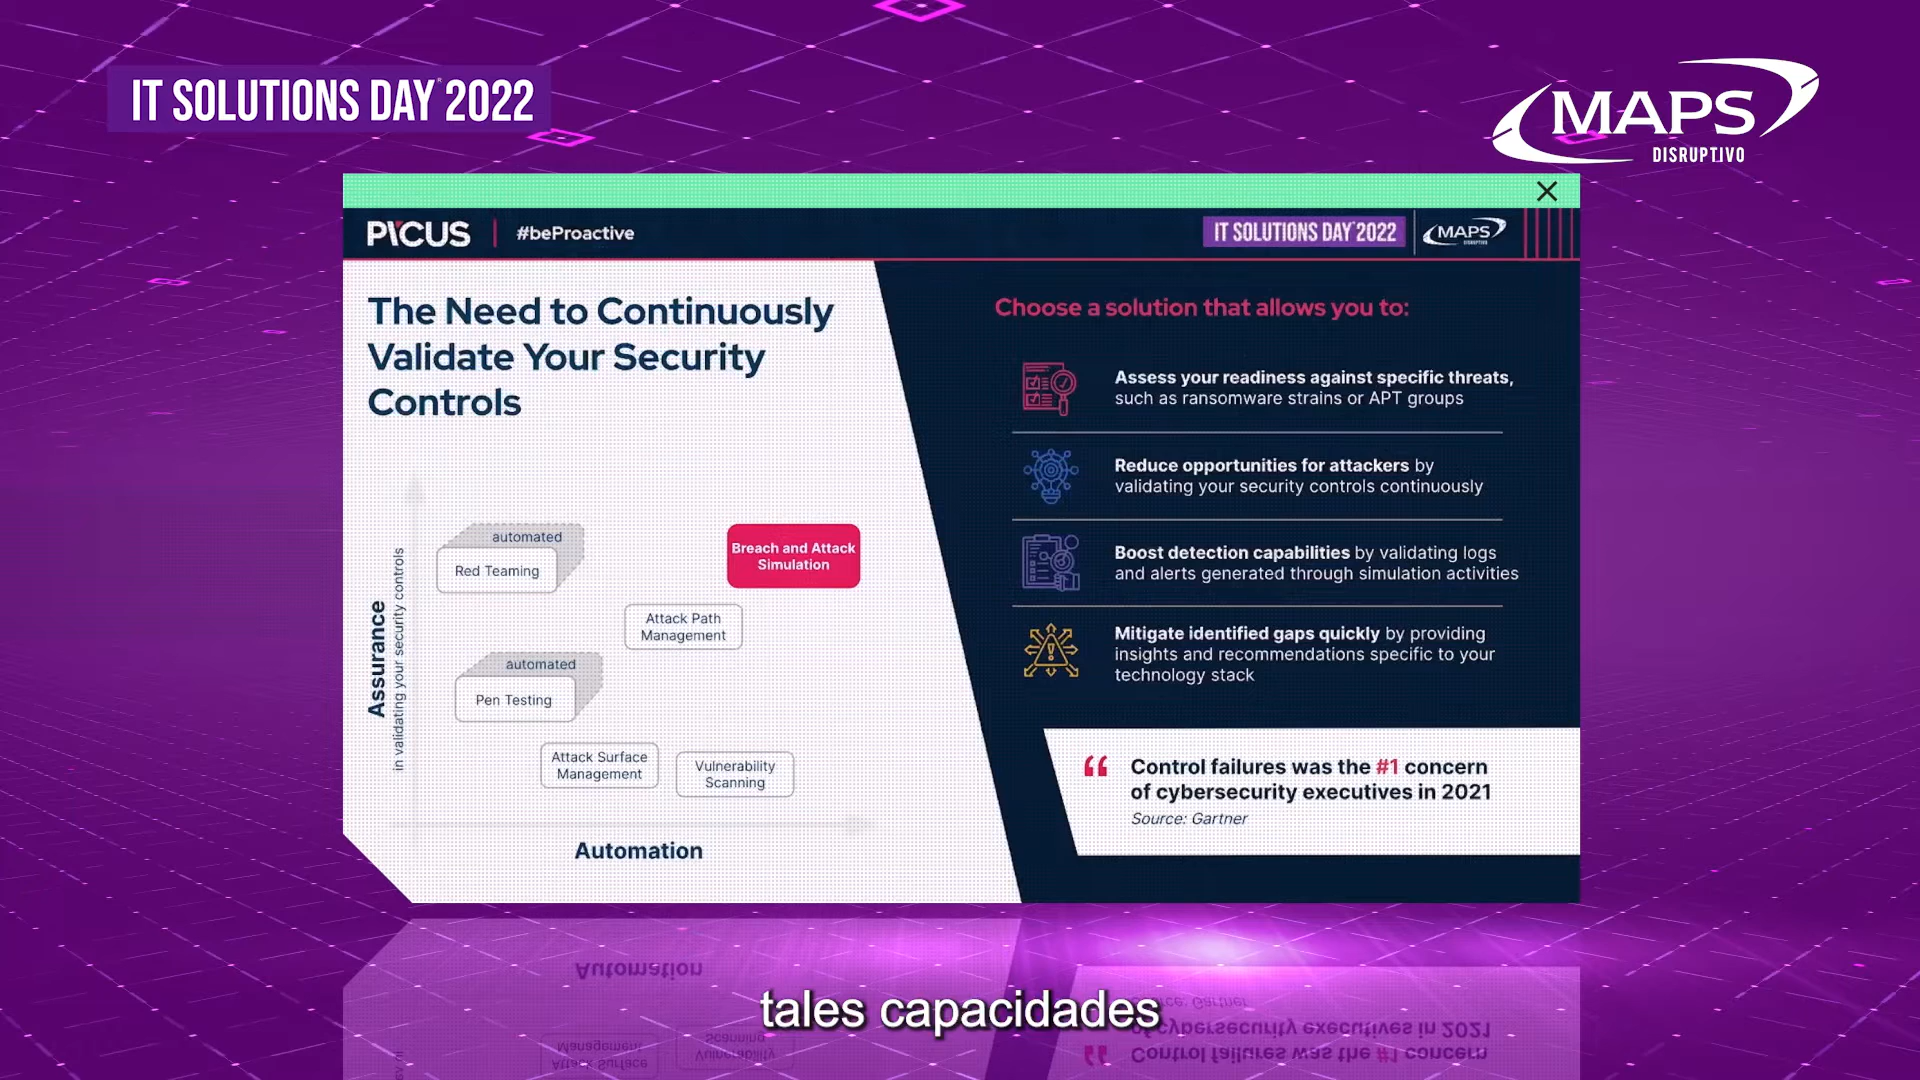 IT SOLUTIONS DAY® 2022
MAPS
DISRUPTIVO
PICUS
#beProactive
IT SOLUTIONS DAY 2022
MAPS
The Need to Continuously
Validate Your Security
Controls
Assurance
in validating your security controls
automated
Red Teaming
Breach and Attack
Simulation
Attack Path
Management
automated
Pen Testing
Attack Surface
Management
Vulnerability
Scanning
Automation
Choose a solution that allows you to:
Assess your readiness against specific threats,
such as ransomware strains or APT groups
Reduce opportunities for attackers by
validating your security controls continuously
Boost detection capabilities by validating logs
and alerts generated through simulation activities
Mitigate identified gaps quickly by providing
insights and recommendations specific to your
technology stack
“ Control failures was the #1 concern
of cybersecurity executives in 2021
Source: Gartner
tales capacidades